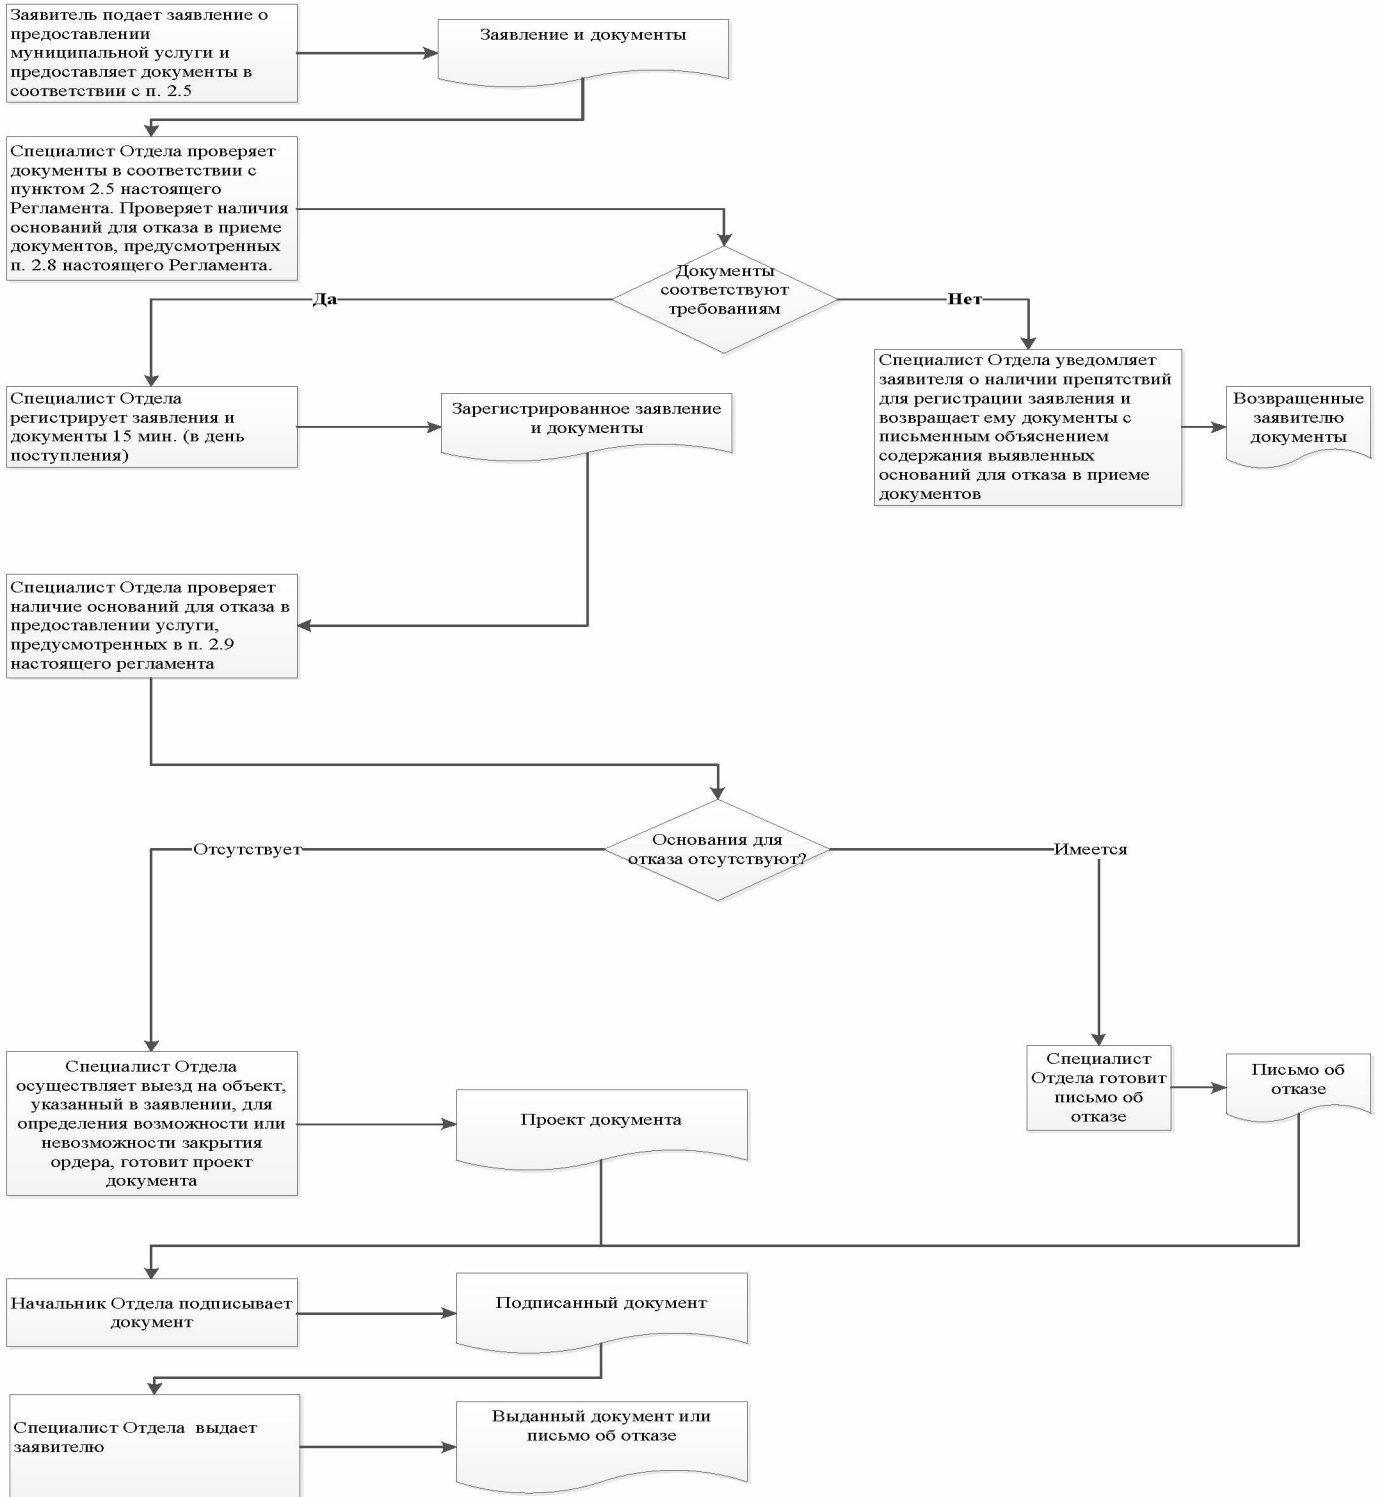 Заявитель подает заявление о
предоставлении
муниципальной услуги и
предоставляет документы в
соответствии с п. 2.5
Заявление и документы
Специалист Отдела проверяет
документы в соответствии с
пунктом 2.5 настоящего
Регламента. Проверяет наличия
оснований для отказа в приеме
документов, предусмотренных
п. 2.8 настоящего Регламента.
Документы
соответствуют
требованиям
Да
Нет
Специалист Отдела
регистрирует заявления и
документы 15 мин. (в день
поступления)
Зарегистрированное заявление
и документы
Специалист Отдела уведомляет
заявителя о наличии препятствий
для регистрации заявления и
возвращает ему документы с
письменным объяснением
содержания выявленных
оснований для отказа в приеме
документов
Возвращенные
заявителю
документы
Специалист Отдела проверяет
наличие оснований для отказа в
предоставлении услуги,
предусмотренных в п. 2.9
настоящего регламента
Основания для
отказа отсутствуют?
Отсутствует
Имеется
Специалист Отдела
осуществляет выезд на объект,
указанный в заявлении, для
определения возможности или
невозможности закрытия
ордера, готовит проект
документа
Проект документа
Специалист
Отдела готовит
письмо об
отказе
Письмо об
отказе
Начальник Отдела подписывает
документ
Подписанный документ
Специалист Отдела  выдает
заявителю
Выданный документ или
письмо об отказе